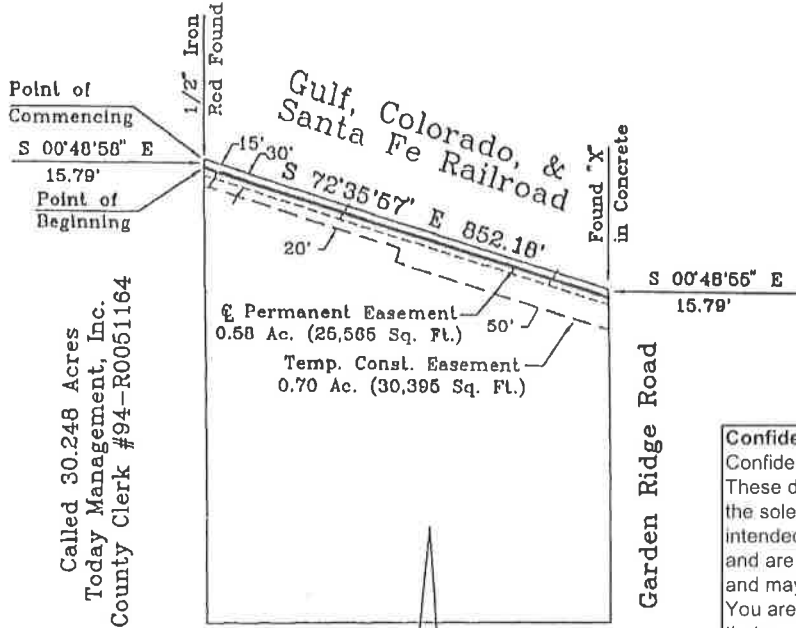 1/2" Iron
Rod Found
Point of
Commencing
S 00°48'58" E
15.79'
Point of
Beginning
Gulf, Colorado, &
Santa Fe Railroad
15'
30'
S 72°35'57" E 852.18'
Found "X"
in Concrete
20'
S 00°48'55" E
15.79'
℄ Permanent Easement
0.58 Ac. (25,565 Sq. Ft.)
50'
Temp. Const. Easement
0.70 Ac. (30,395 Sq. Ft.)
Called 30.248 Acres
Today Management, Inc.
County Clerk #94-R0051164
Garden Ridge Road
Confide
Confide
These d
the sole
intended
and are
and may
You are